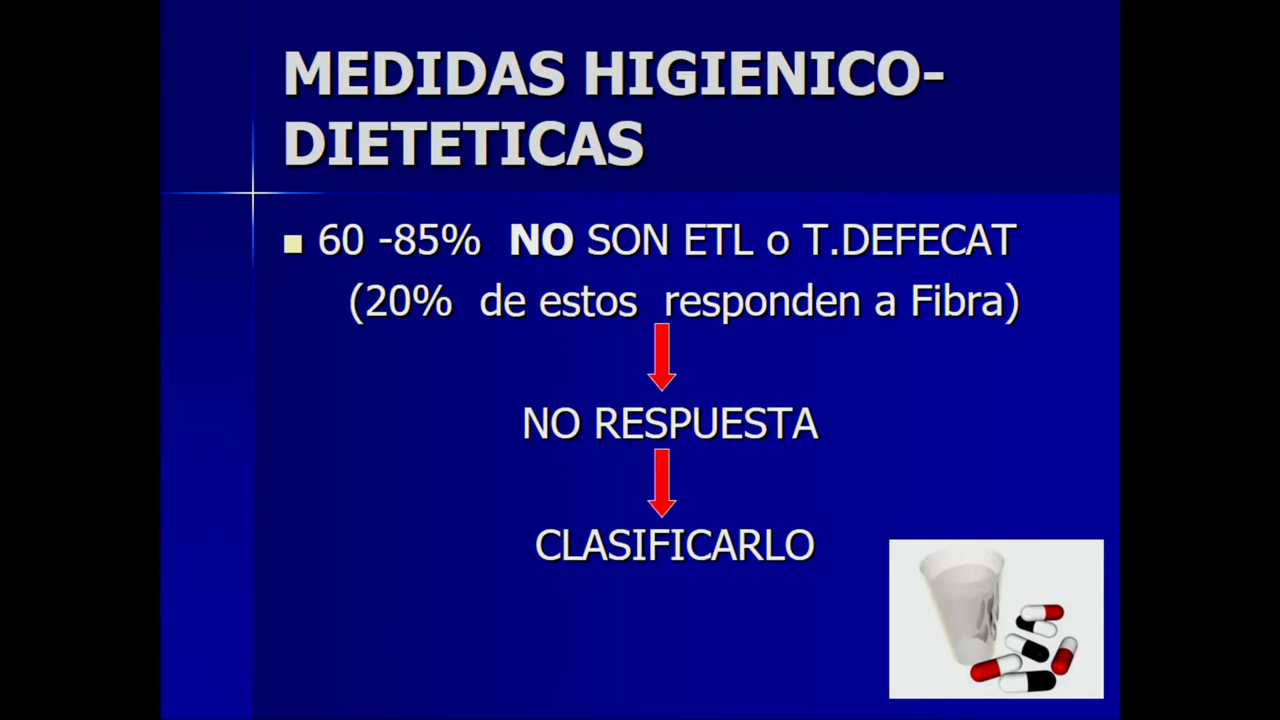 MEDIDAS HIGIENICO-
DIETETICAS
60 -85% NO SON ETL o T.DEFECAT
(20% de estos responden a Fibra)
NO RESPUESTA
CLASIFICARLO